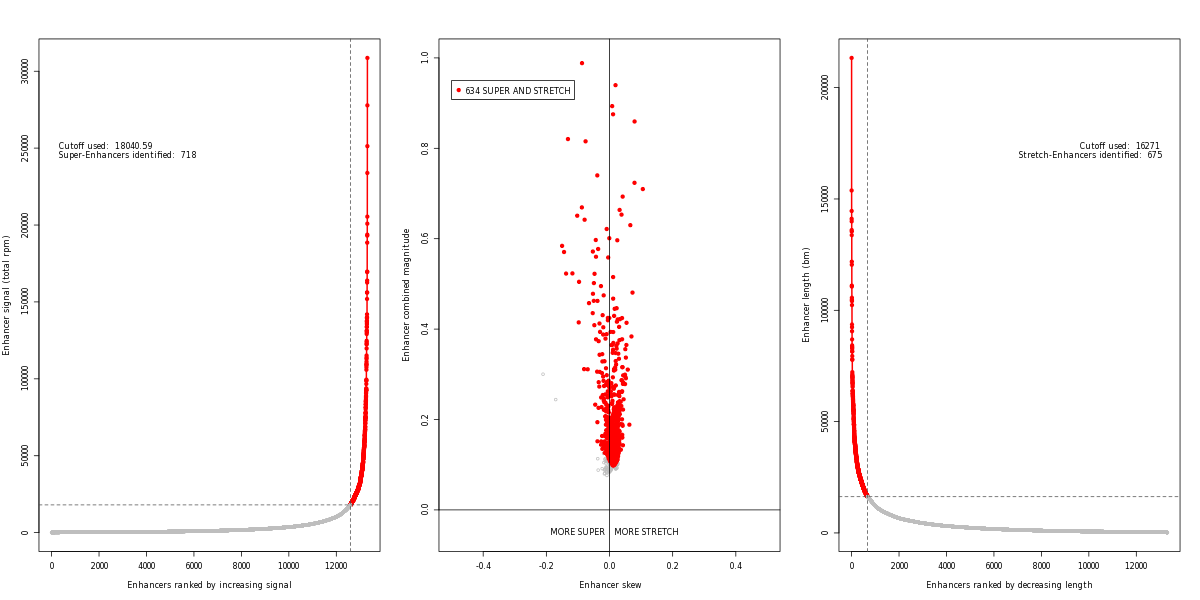 Enhancer signal (total rpm)
300000
250000
200000
150000
100000
50000
0
Cutoff used: 18040.59
Super-Enhancers identified: 718
0
2000
4000
6000
8000
10000
12000
Enhancers ranked by increasing signal
Enhancer combined magnitude
1.0
0.8
0.6
0.4
0.2
0.0
634 SUPER AND STRETCH
MORE SUPER
MORE STRETCH
-0.4
-0.2
0.0
0.2
0.4
Enhancer skew
Enhancer length (bm)
200000
150000
100000
50000
0
Cutoff used: 16271
Stretch-Enhancers identified: 675
0
2000
4000
6000
8000
10000
12000
Enhancers ranked by decreasing length